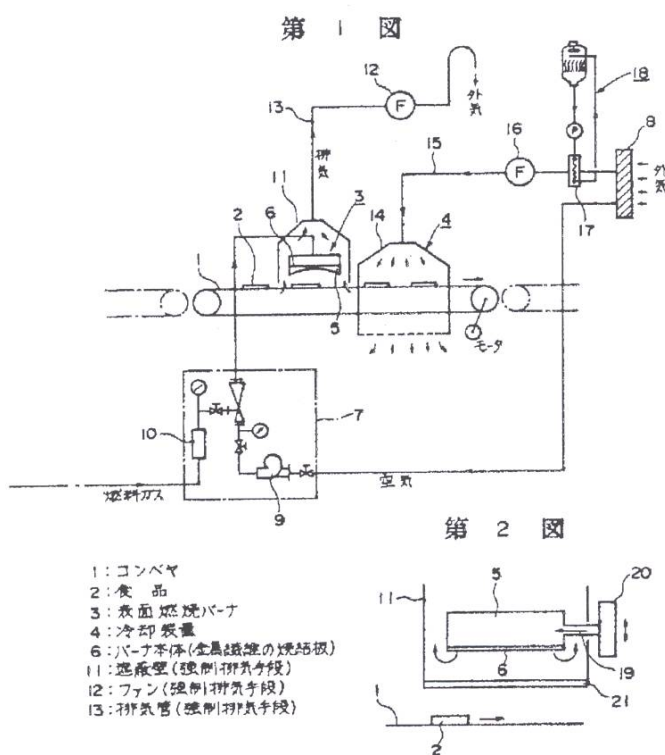 第1図
12
F
外気
13
排気
11
6
3
2
1
5
16
F
15
14
4
18
P
8
外気
17
モータ
7
10
9
燃料ガス
空気
1:コンベヤ
2:食品
3:表面燃焼バーナ
4:冷却装置
6:バーナ本体(金属繊維の焼結板)
11:遮蔽壁(強制排気手段)
12:ファン(強制排気手段)
13:排気管(強制排気手段)
第2図
11
5
20
19
6
21
1
2